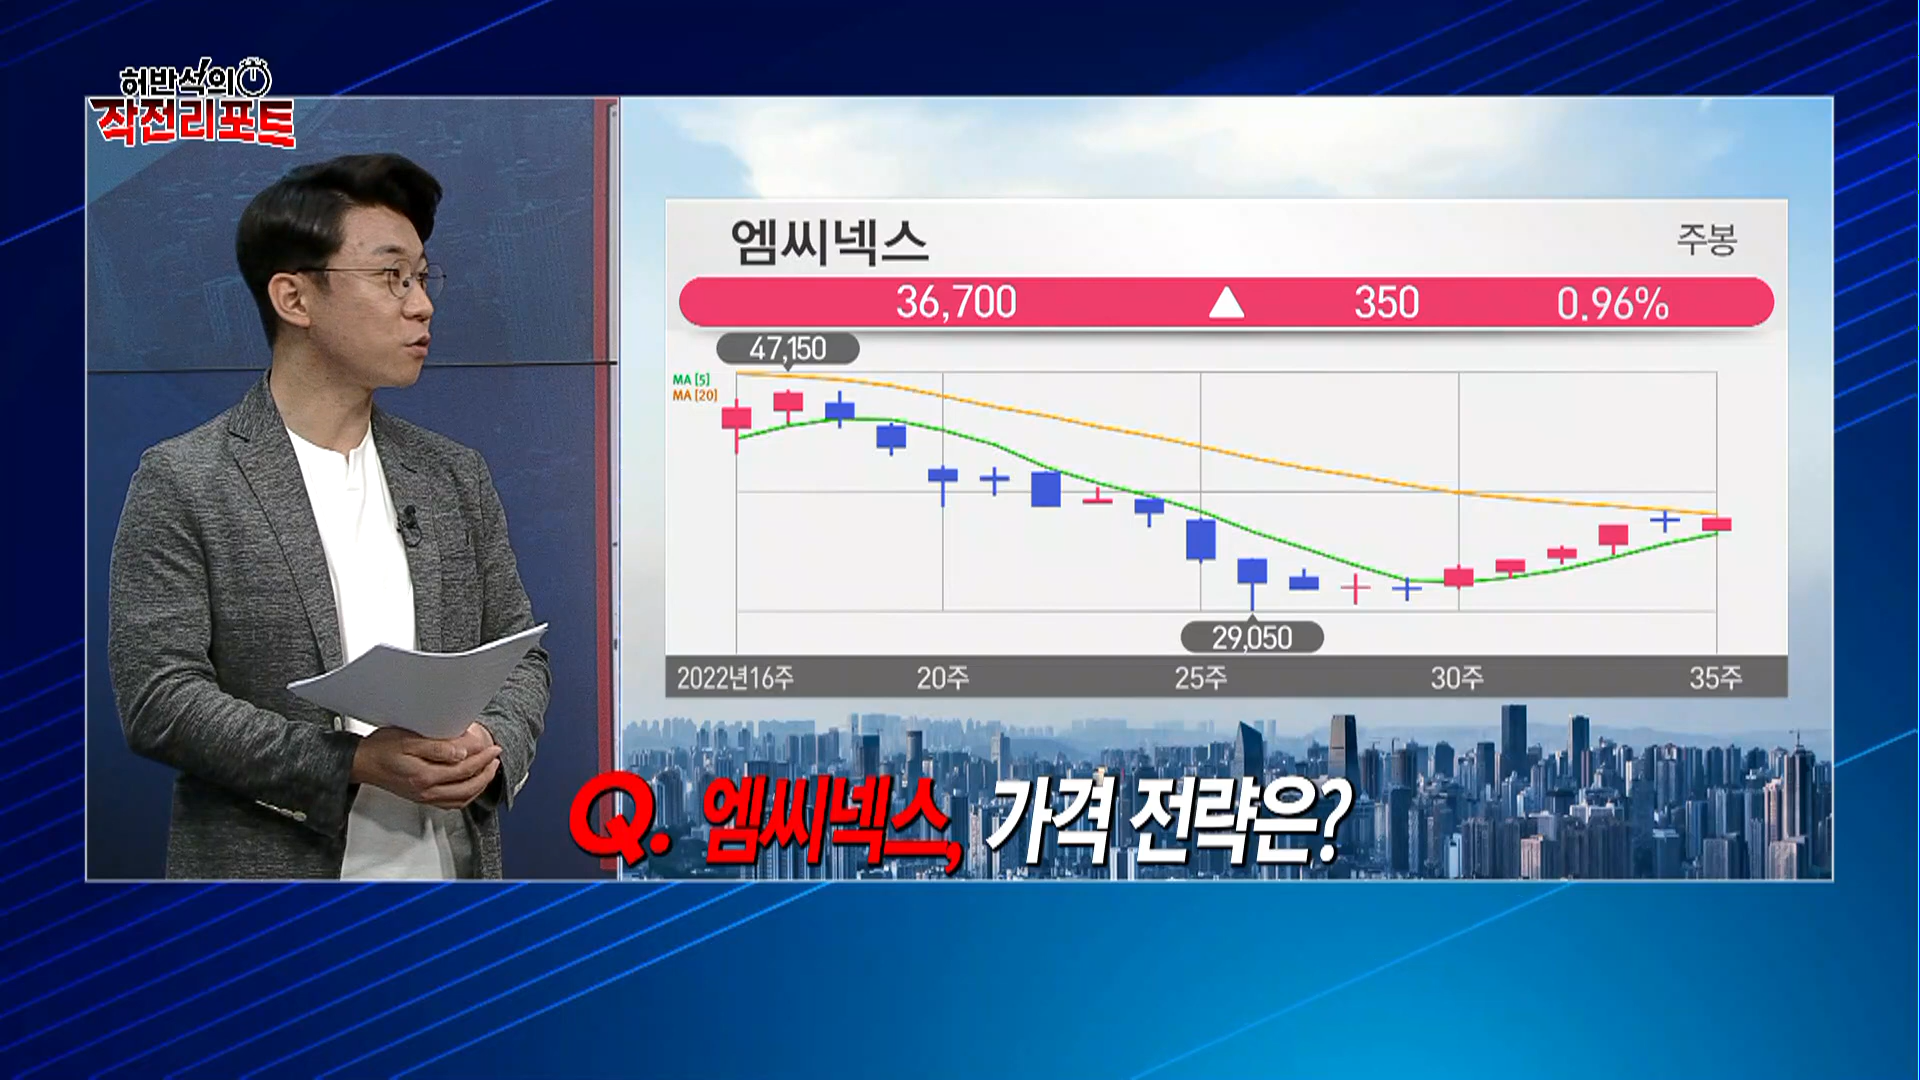 허반석의
작전리포트
엠씨넥스
주봉
36,700 ▲ 350 0.96%
47,150
MA [5]
MA [20]
29,050
2022년16주 20주 25주 30주 35주
Q. 엠씨넥스, 가격 전략은?